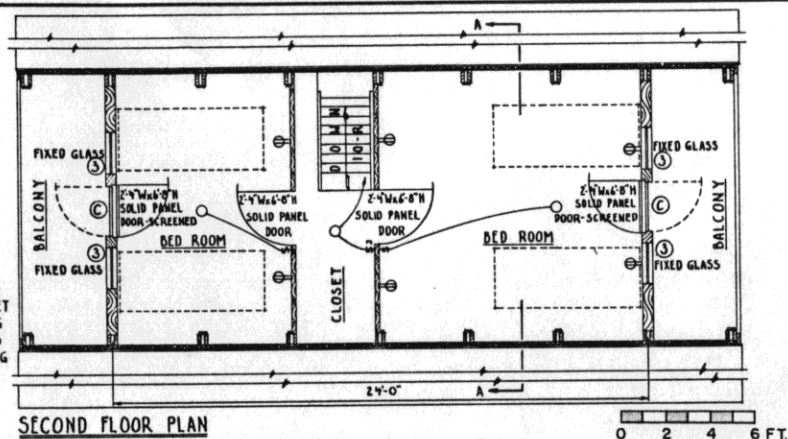 A
FIXED GLASS
3
2'-4"W x 6'-8"H
SOLID PANEL
DOOR-SCREENED
C
BALCONY
3
FIXED GLASS
BED ROOM
2'-4"W x 6'-8"H
SOLID PANEL
DOOR
DOWN
10-R
CLOSET
2'-4"W x 6'-8"H
SOLID PANEL
DOOR
BED ROOM
2'-4"W x 6'-8"H
SOLID PANEL
DOOR-SCREENED
3
FIXED GLASS
C
BALCONY
3
FIXED GLASS
A
24'-0"
SECOND FLOOR PLAN
0 2 4 6 FT.